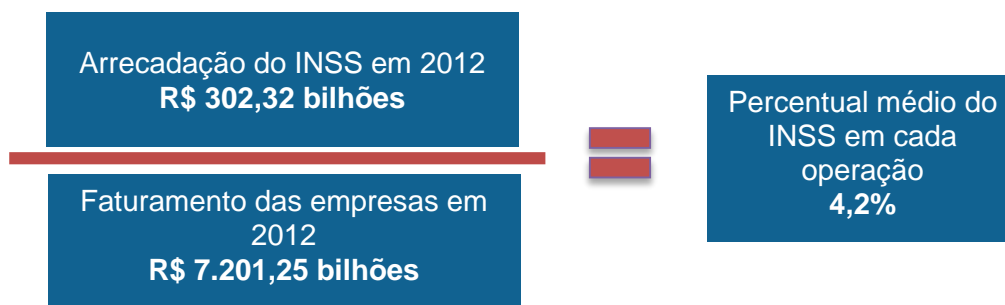 Arrecadação do INSS em 2012
R$ 302,32 bilhões
Faturamento das empresas em
2012
R$ 7.201,25 bilhões
Percentual médio do
INSS em cada
operação
4,2%